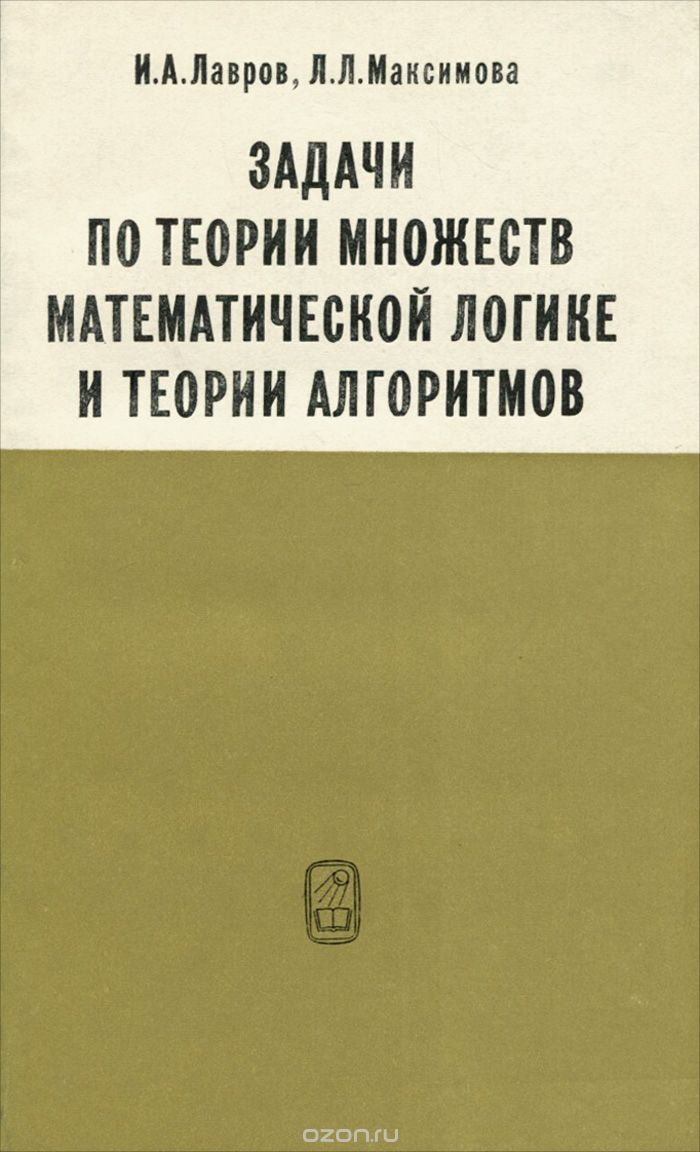 И.А.Лавров, Л.Л.Максимова
ЗАДАЧИ
ПО ТЕОРИИ МНОЖЕСТВ
МАТЕМАТИЧЕСКОЙ ЛОГИКЕ
И ТЕОРИИ АЛГОРИТМОВ
ozon.ru